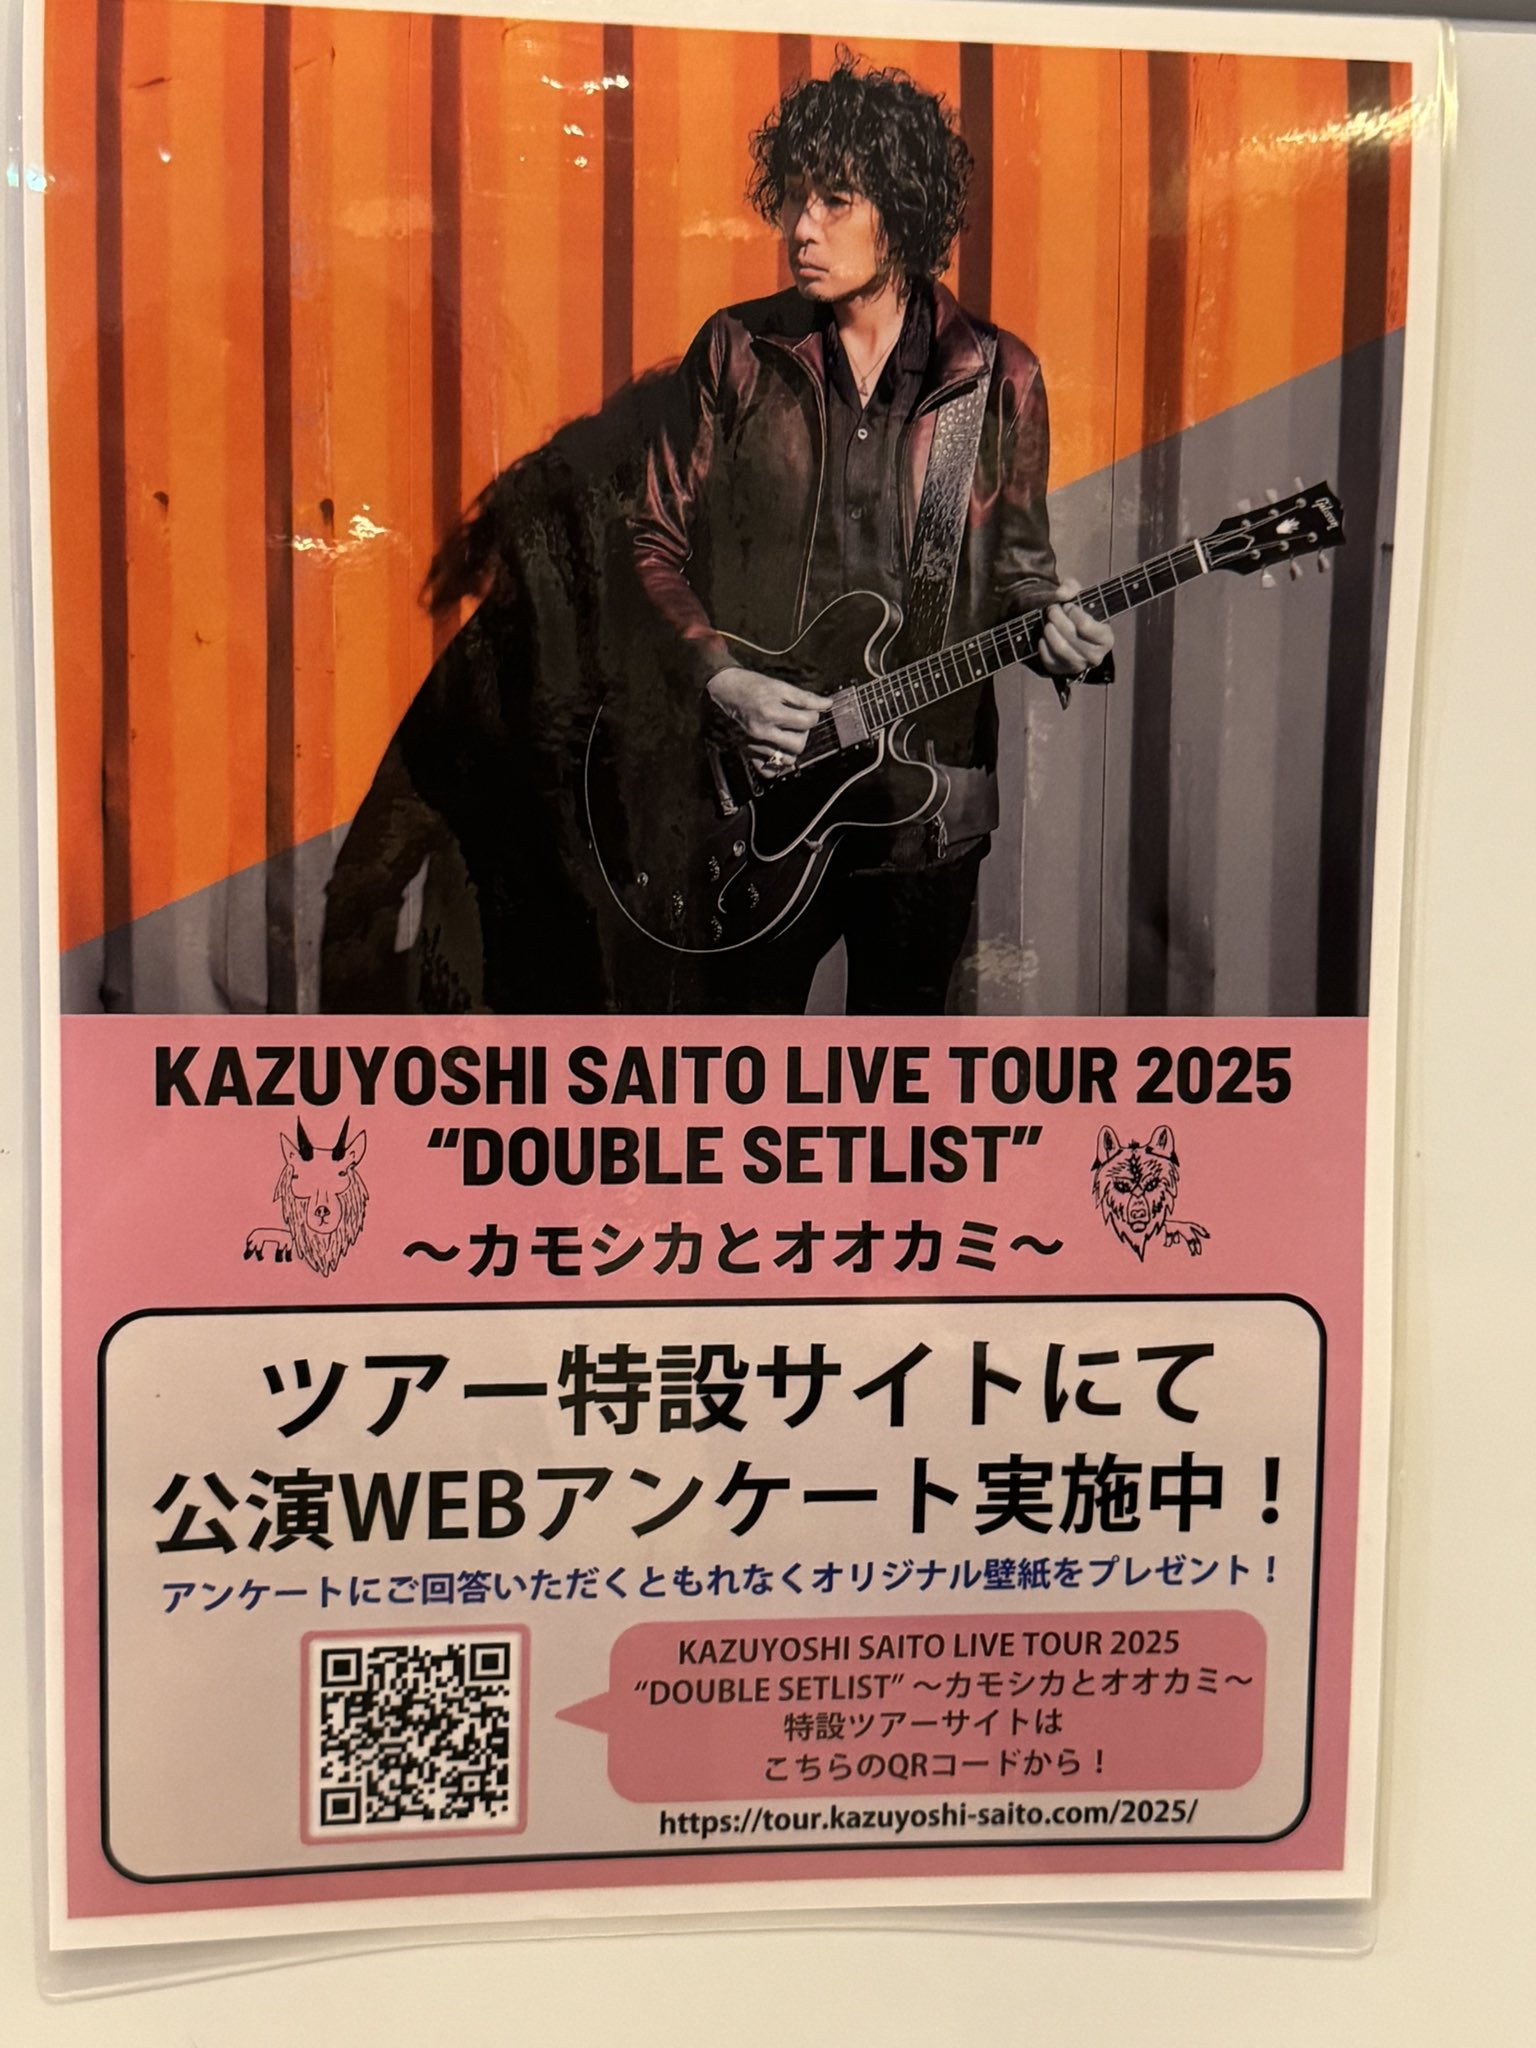 Gibson
KAZUYOSHI SAITO LIVE TOUR 2025
“DOUBLE SETLIST”
〜カモシカとオオカミ〜
ツアー特設サイトにて
公演WEBアンケート実施中！
アンケートにご回答いただくともれなくオリジナル壁紙をプレゼント！
KAZUYOSHI SAITO LIVE TOUR 2025
“DOUBLE SETLIST” 〜カモシカとオオカミ〜
特設ツアーサイトは
こちらのQRコードから！
https://tour.kazuyoshi-saito.com/2025/